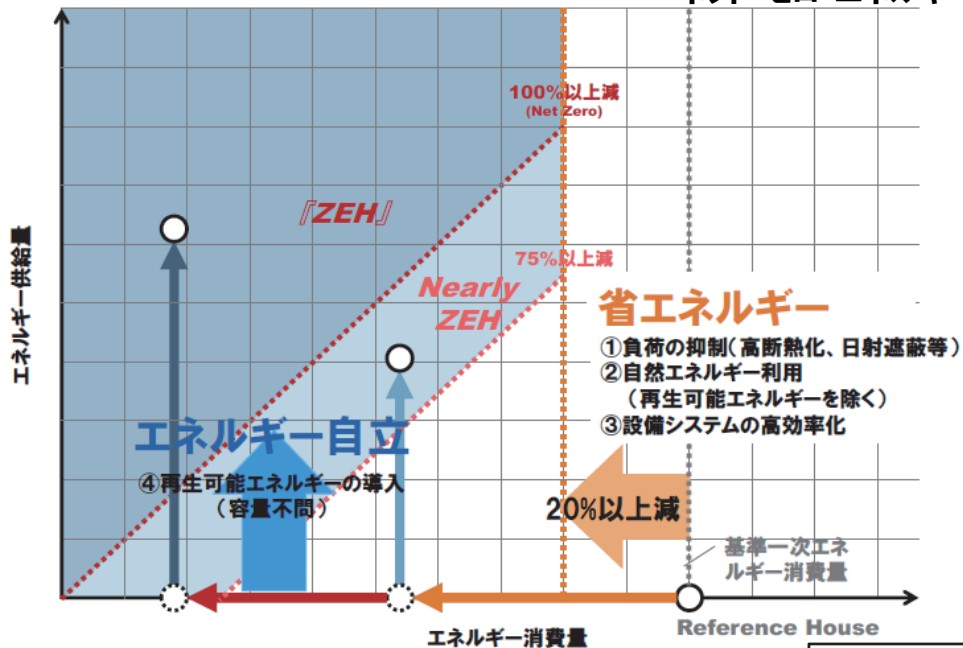 100%以上減
(Net Zero)
『ZEH』
75%以上減
Nearly
ZEH
エネルギー供給量
省エネルギー
①負荷の抑制(高断熱化、日射遮蔽等)
②自然エネルギー利用
(再生可能エネルギーを除く)
③設備システムの高効率化
エネルギー自立
④再生可能エネルギーの導入
(容量不問)
20%以上減
基準一次エネ
ルギー消費量
Reference House
エネルギー消費量